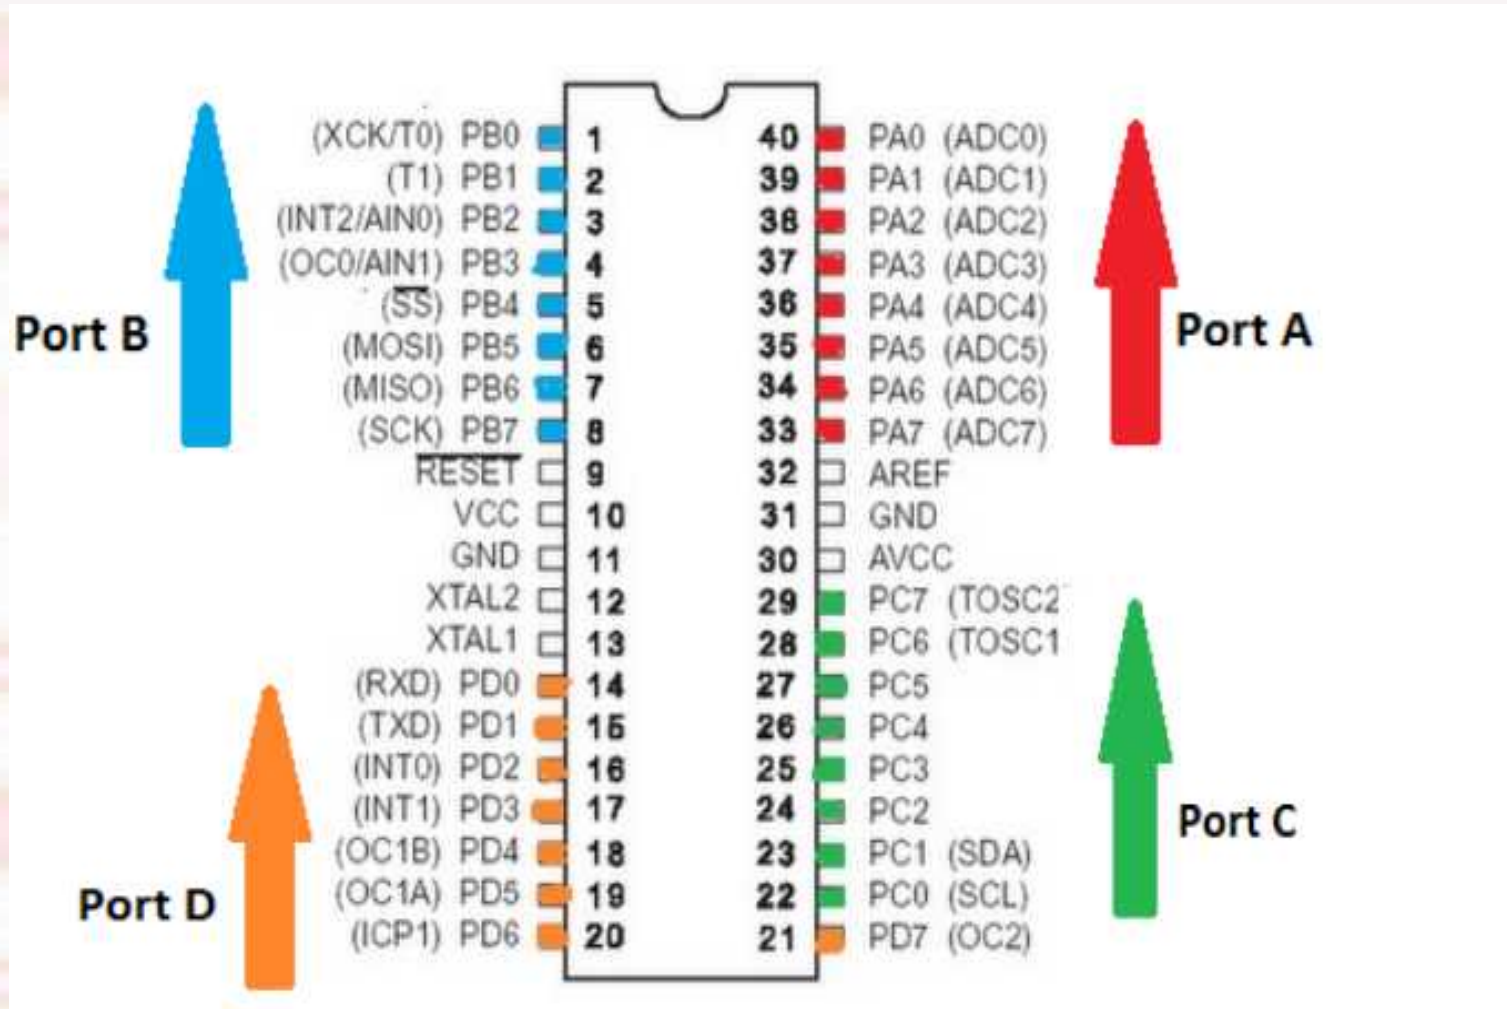 (XCK/T0) PB0 1 40 PA0 (ADC0)
(T1) PB1 2 39 PA1 (ADC1)
(INT2/AIN0) PB2 3 38 PA2 (ADC2)
(OC0/AIN1) PB3 4 37 PA3 (ADC3)
(SS) PB4 5 36 PA4 (ADC4)
Port B
Port A
(MOSI) PB5 6 35 PA5 (ADC5)
(MISO) PB6 7 34 PA6 (ADC6)
(SCK) PB7 8 33 PA7 (ADC7)
RESET 9 32 AREF
VCC 10 31 GND
GND 11 30 AVCC
XTAL2 12 29 PC7 (TOSC2
XTAL1 13 28 PC6 (TOSC1
(RXD) PD0 14 27 PC5
(TXD) PD1 15 26 PC4
(INT0) PD2 16 25 PC3
(INT1) PD3 17 24 PC2
Port C
(OC1B) PD4 18 23 PC1 (SDA)
(OC1A) PD5 19 22 PC0 (SCL)
Port D
(ICP1) PD6 20 21 PD7 (OC2)